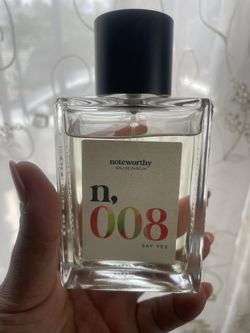 noteworthy
EAU DE PARFUM
n,
008
SAY YES